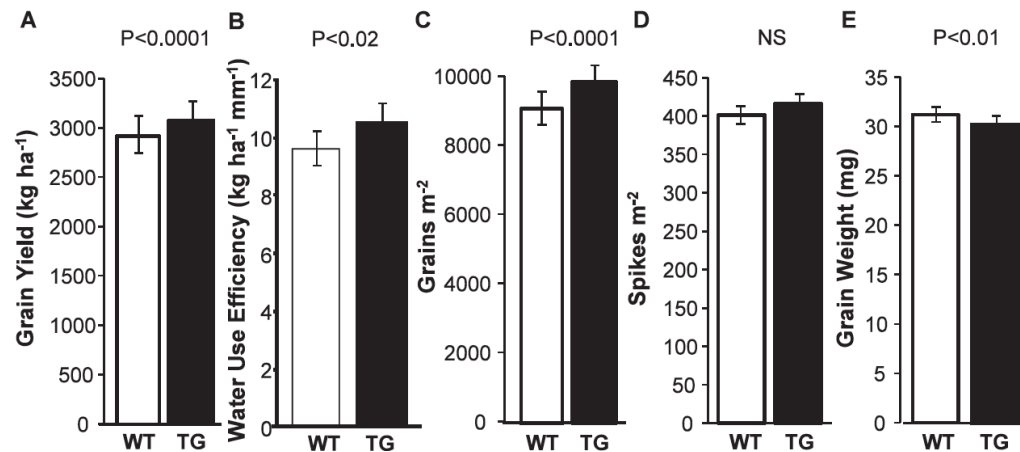 A
P<0.0001
Grain Yield (kg ha-1)
3500
3000
2500
2000
1500
1000
500
0
WT TG
B
P<0.02
Water Use Efficiency (kg ha-1 mm-1)
12
10
8
6
4
2
0
WT TG
C
P<0.0001
Grains m-2
10000
8000
6000
4000
2000
0
WT TG
D
NS
Spikes m-2
450
400
350
300
250
200
150
100
50
0
WT TG
E
P<0.01
Grain Weight (mg)
35
30
25
20
15
10
5
0
WT TG